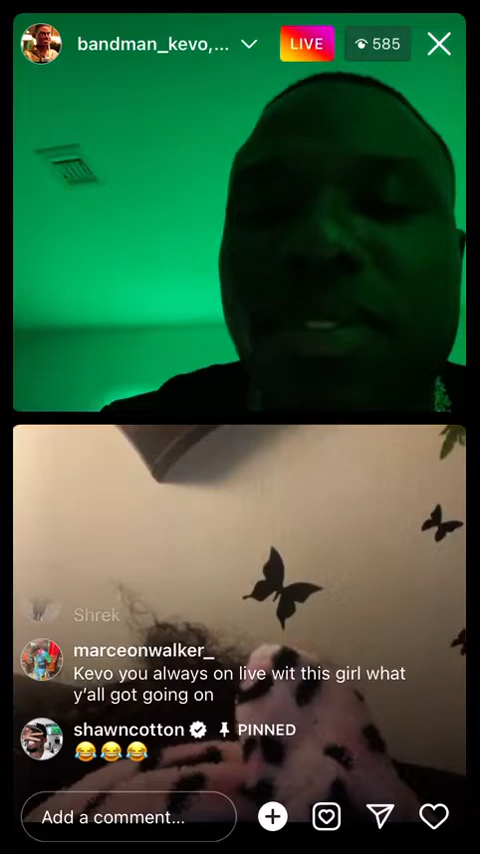 bandman_kevo,...
LIVE
585
Shrek
marceonwalker_
Kevo you always on live wit this girl what
y'all got going on
shawncotton PINNED
😂😂😂
Add a comment...